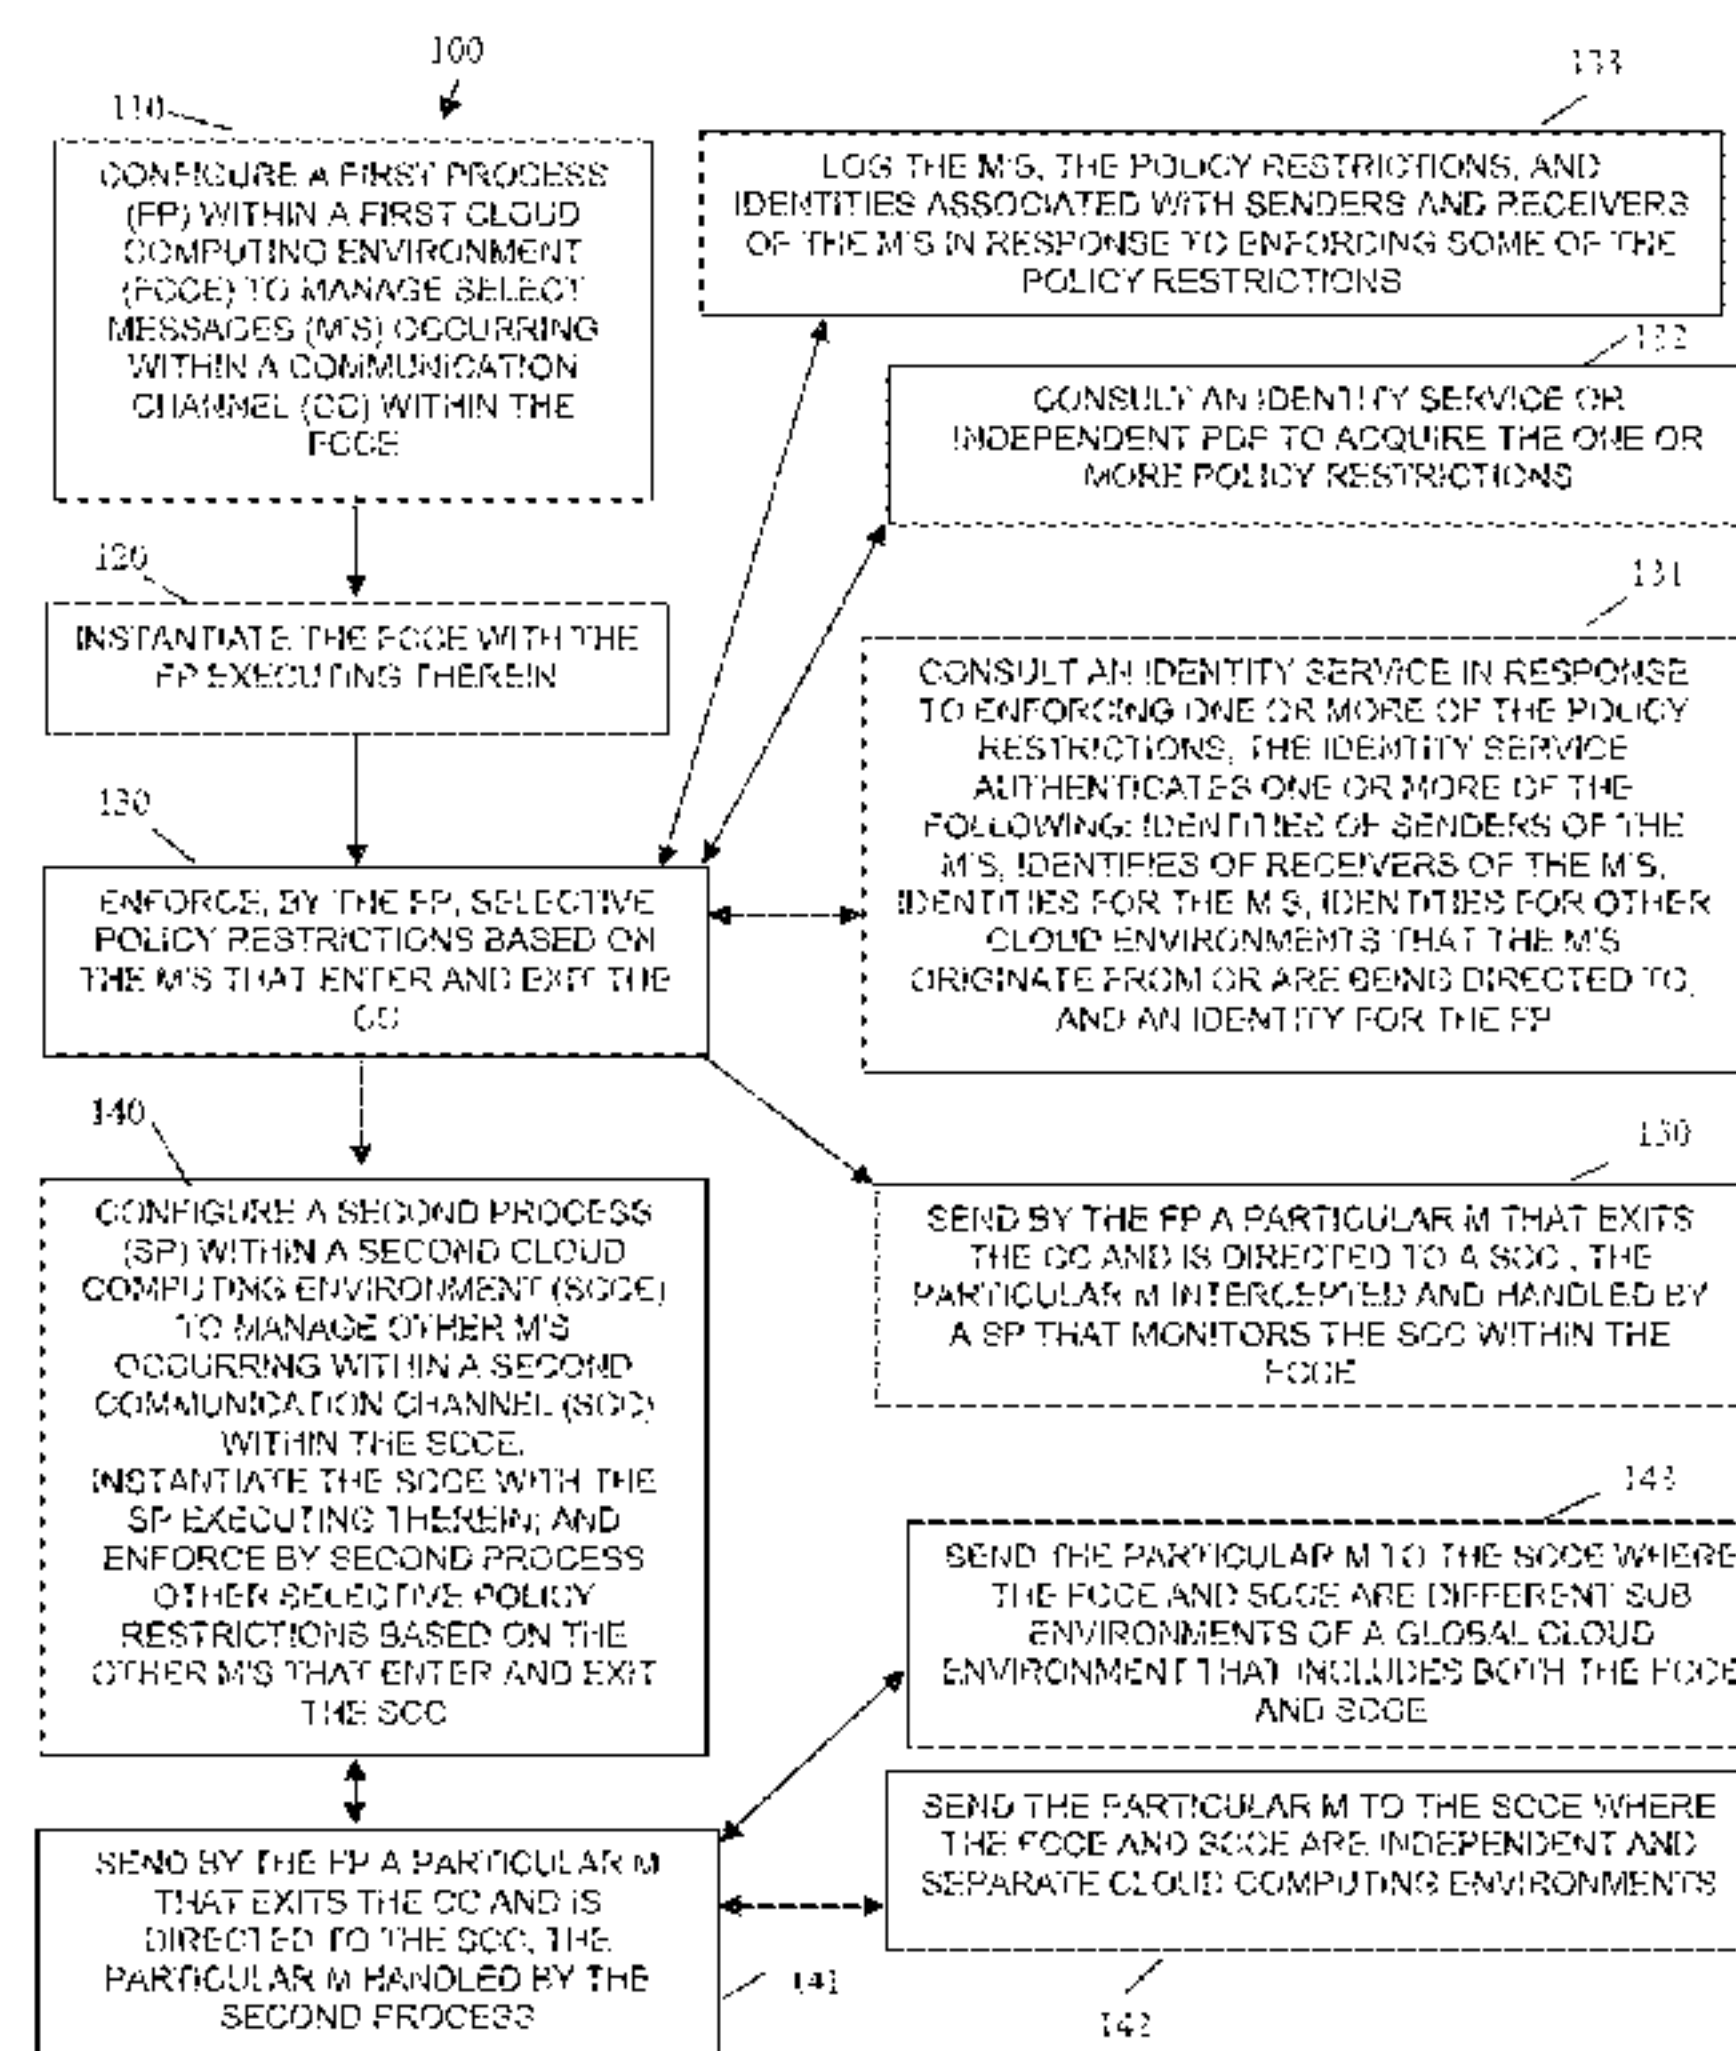 100
110
CONFIGURE A FIRST PROCESS
(FP) WITHIN A FIRST CLOUD
COMPUTING ENVIRONMENT
(FCCE) TO MANAGE SELECT
MESSAGES (M'S) OCCURRING
WITHIN A COMMUNICATION
CHANNEL (CC) WITHIN THE
FCCE
120
INSTANTIATE THE FCCE WITH THE
FP EXECUTING THEREIN
130
ENFORCE, BY THE FP, SELECTIVE
POLICY RESTRICTIONS BASED ON
THE M'S THAT ENTER AND EXIT THE
CC
140
CONFIGURE A SECOND PROCESS
(SP) WITHIN A SECOND CLOUD
COMPUTING ENVIRONMENT (SCCE)
TO MANAGE OTHER M'S
OCCURRING WITHIN A SECOND
COMMUNICATION CHANNEL (SCC)
WITHIN THE SCCE,
INSTANTIATE THE SCCE WITH THE
SP EXECUTING THEREIN; AND
ENFORCE BY SECOND PROCESS
OTHER SELECTIVE POLICY
RESTRICTIONS BASED ON THE
OTHER M'S THAT ENTER AND EXIT
THE SCC
SEND BY THE FP A PARTICULAR M
THAT EXITS THE CC AND IS
DIRECTED TO THE SCC, THE
PARTICULAR M HANDLED BY THE
SECOND PROCESS
141
133
LOG THE M'S, THE POLICY RESTRICTIONS, AND
IDENTITIES ASSOCIATED WITH SENDERS AND RECEIVERS
OF THE M'S IN RESPONSE TO ENFORCING SOME OF THE
POLICY RESTRICTIONS
132
CONSULT AN IDENTITY SERVICE OR
INDEPENDENT PDP TO ACQUIRE THE ONE OR
MORE POLICY RESTRICTIONS
131
CONSULT AN IDENTITY SERVICE IN RESPONSE
TO ENFORCING ONE OR MORE OF THE POLICY
RESTRICTIONS, THE IDENTITY SERVICE
AUTHENTICATES ONE OR MORE OF THE
FOLLOWING: IDENTITIES OF SENDERS OF THE
M'S, IDENTIFIES OF RECEIVERS OF THE M'S,
IDENTITIES FOR THE M'S, IDENTITIES FOR OTHER
CLOUD ENVIRONMENTS THAT THE M'S
ORIGINATE FROM OR ARE BEING DIRECTED TO,
AND AN IDENTITY FOR THE FP
150
SEND BY THE FP A PARTICULAR M THAT EXITS
THE CC AND IS DIRECTED TO A SCC , THE
PARTICULAR M INTERCEPTED AND HANDLED BY
A SP THAT MONITORS THE SCC WITHIN THE
FCCE
143
SEND THE PARTICULAR M TO THE SCCE WHERE
THE FCCE AND SCCE ARE DIFFERENT SUB
ENVIRONMENTS OF A GLOBAL CLOUD
ENVIRONMENT THAT INCLUDES BOTH THE FCCE
AND SCCE
SEND THE PARTICULAR M TO THE SCCE WHERE
THE FCCE AND SCCE ARE INDEPENDENT AND
SEPARATE CLOUD COMPUTING ENVIRONMENTS
142